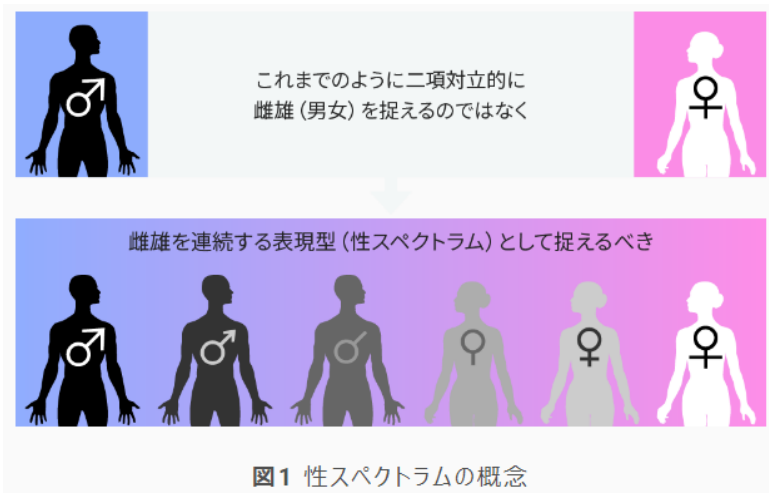 これまでのように二項対立的に
雌雄（男女）を捉えるのではなく
雌雄を連続する表現型（性スペクトラム）として捉えるべき
図1 性スペクトラムの概念